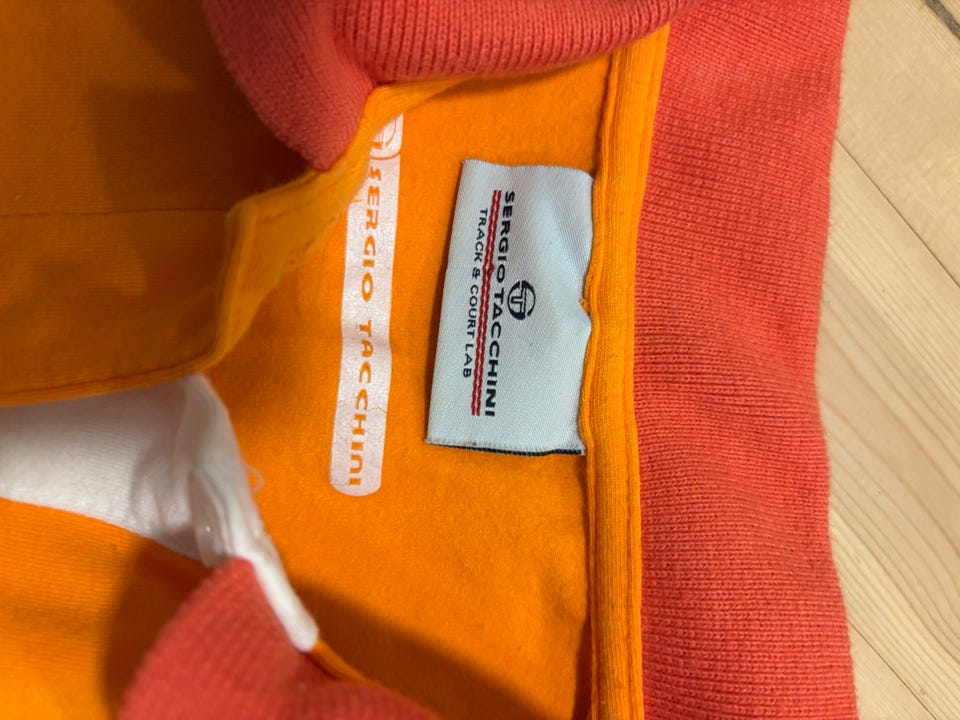 SERGIO TACCHINI
TRACK & COURT LAB
SERGIO TACCHINI